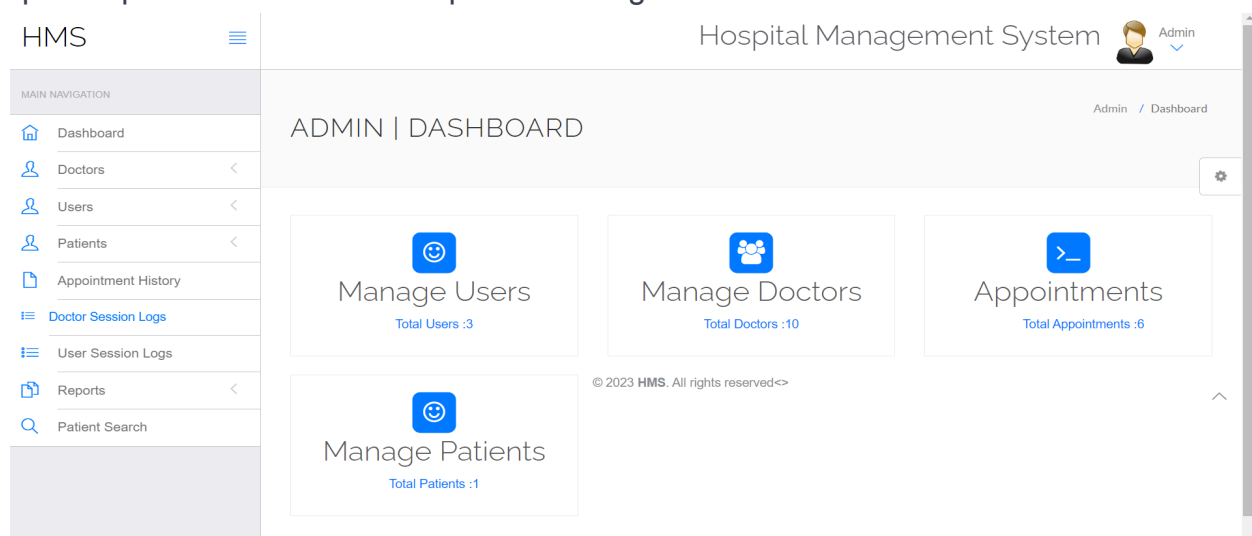 HMS
Hospital Management System
Admin
MAIN NAVIGATION
Dashboard
Doctors
Users
Patients
Appointment History
Doctor Session Logs
User Session Logs
Reports
Patient Search
ADMIN | DASHBOARD
Admin / Dashboard
Manage Users
Total Users :3
Manage Doctors
Total Doctors :10
Appointments
Total Appointments :6
Manage Patients
Total Patients :1
© 2023 HMS. All rights reserved<>